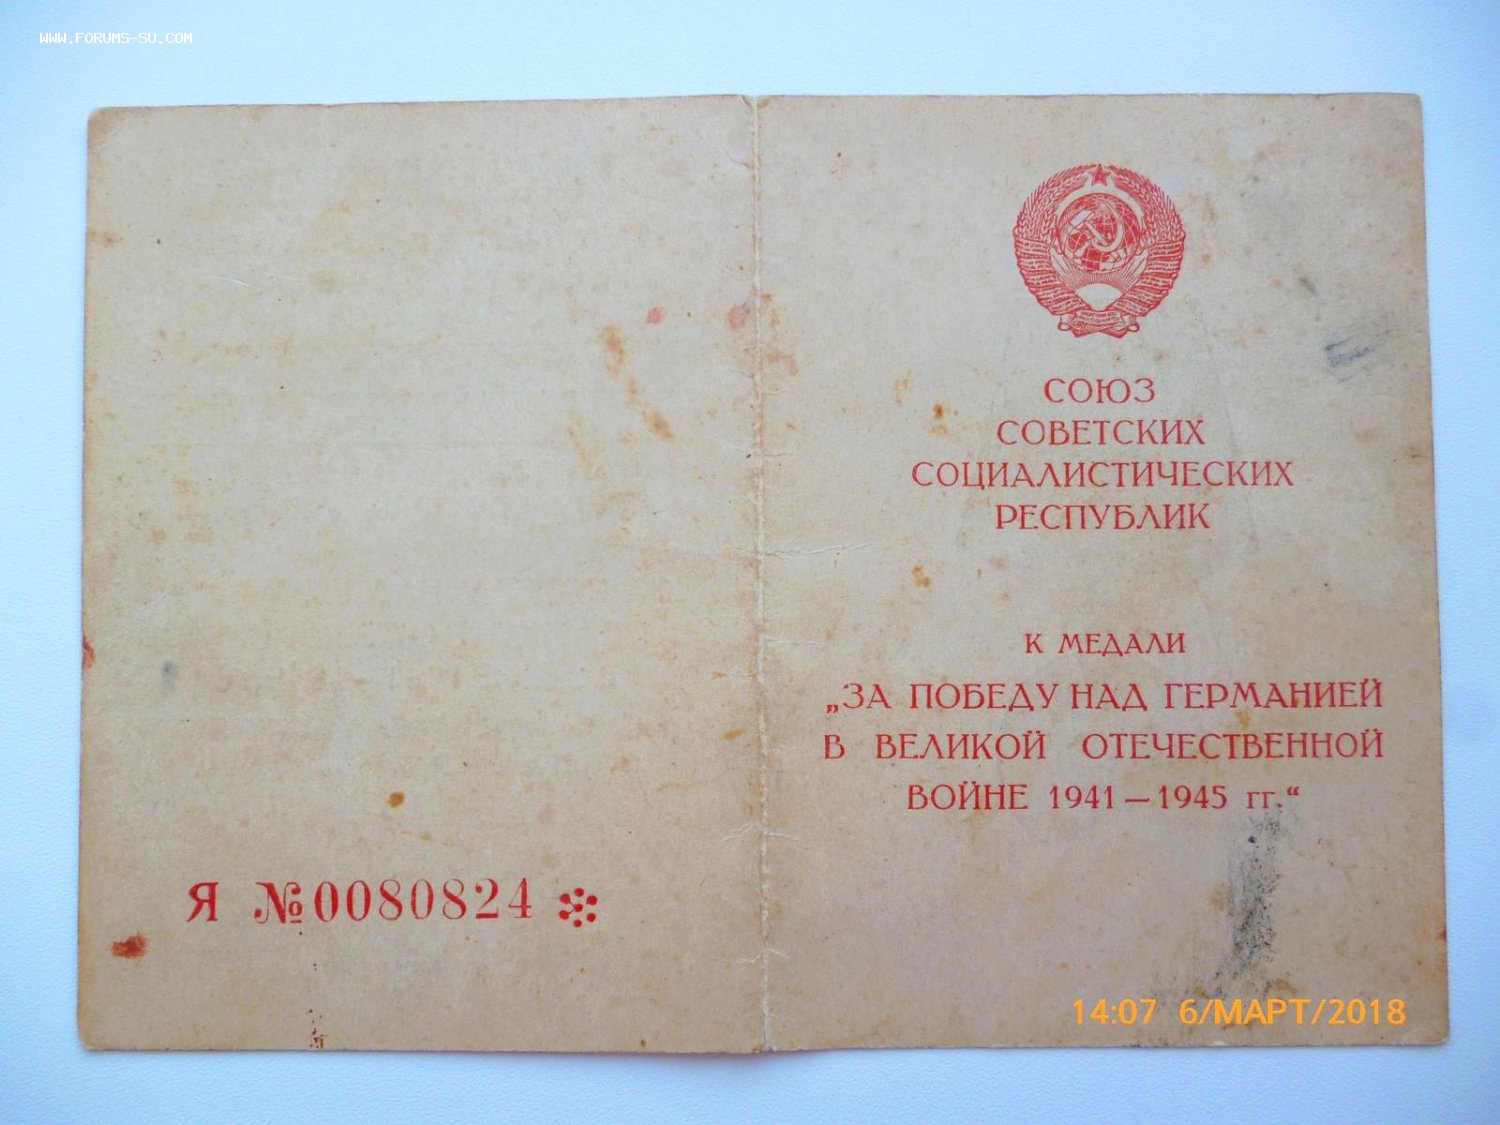 WWW.FORUMS-SU.COM
Я №0080824
СОЮЗ
СОВЕТСКИХ
СОЦИАЛИСТИЧЕСКИХ
РЕСПУБЛИК
К МЕДАЛИ
„ЗА ПОБЕДУ НАД ГЕРМАНИЕЙ
В ВЕЛИКОЙ ОТЕЧЕСТВЕННОЙ
ВОЙНЕ 1941 — 1945 гг.“
14:07 6/МАРТ/2018